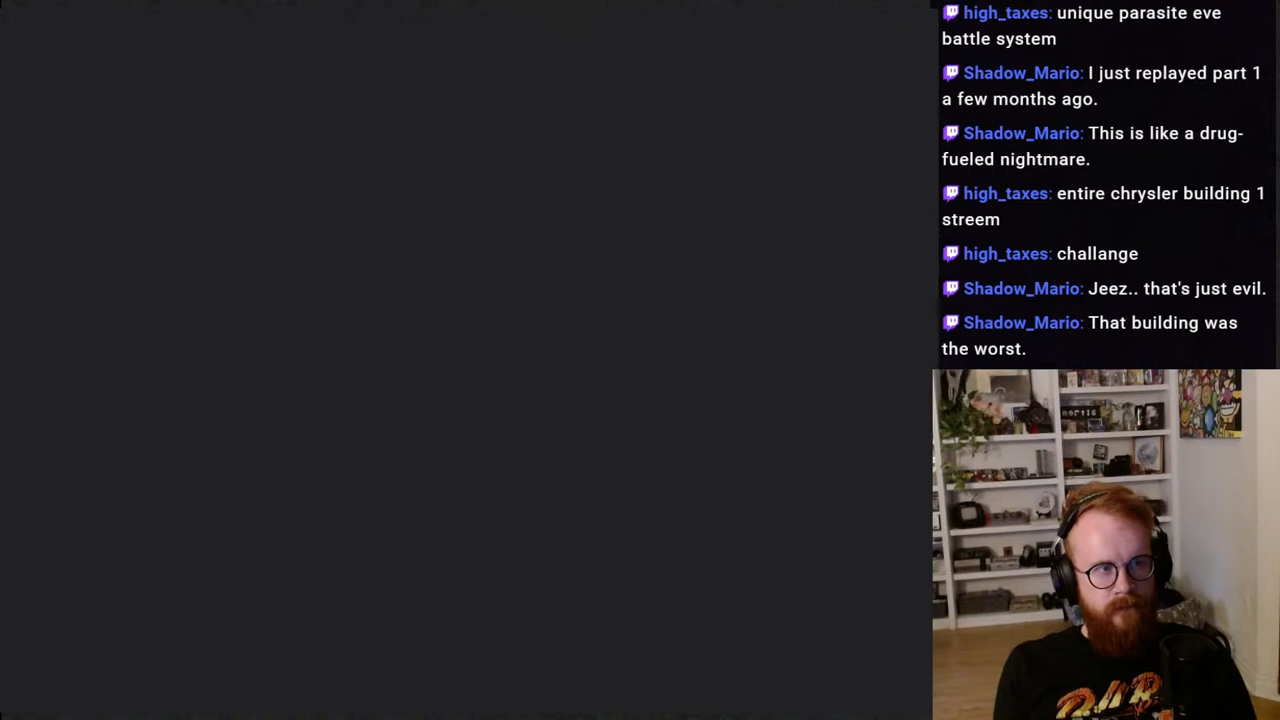 high_taxes: unique parasite eve
battle system
Shadow_Mario: I just replayed part 1
a few months ago.
Shadow_Mario: This is like a drug-
fueled nightmare.
high_taxes: entire chrysler building 1
streem
high_taxes: challange
Shadow_Mario: Jeez.. that's just evil.
Shadow_Mario: That building was
the worst.